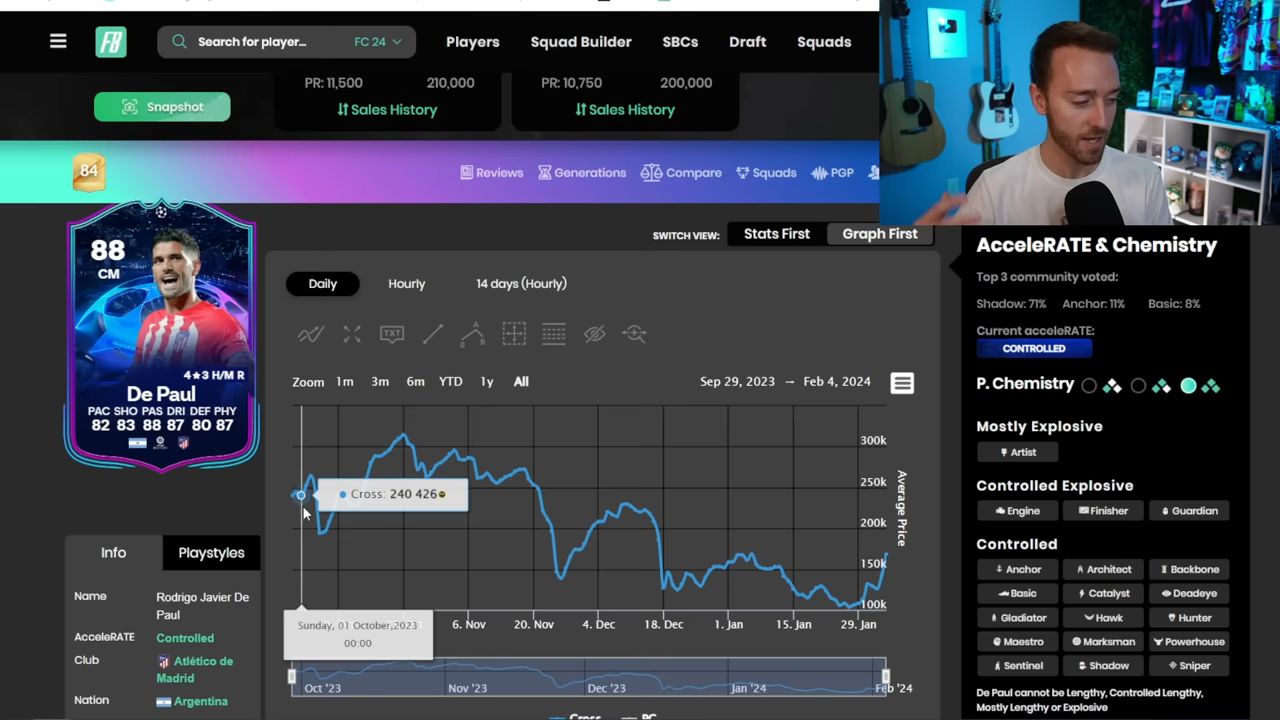 FB
Search for player...
FC 24
Players
Squad Builder
SBCs
Draft
Squads
PR: 11,500
210,000
Sales History
PR: 10,750
200,000
Sales History
Snapshot
84
Reviews
Generations
Compare
Squads
PGP
SWITCH VIEW:
Stats First
Graph First
88
CM
4★3 H/M R
De Paul
PAC SHO PAS DRI DEF PHY
82 83 88 87 80 87
Daily
Hourly
14 days (Hourly)
TXT
Zoom
1m
3m
6m
YTD
1y
All
Sep 29, 2023 → Feb 4, 2024
300k
250k
200k
150k
100k
Average Price
Cross: 240 426
Sunday, 01 October, 2023
00:00
6. Nov
20. Nov
4. Dec
18. Dec
1. Jan
15. Jan
29. Jan
Oct '23
Nov '23
Dec '23
Jan '24
Feb '24
Cross
PC
Info
Playstyles
Name
Rodrigo Javier De
Paul
AcceleRATE
Controlled
Club
Atlético de
Madrid
Nation
Argentina
AcceleRATE & Chemistry
Top 3 community voted:
Shadow: 71%
Anchor: 11%
Basic: 8%
Current acceleRATE:
CONTROLLED
P. Chemistry
Mostly Explosive
Artist
Controlled Explosive
Engine
Finisher
Guardian
Controlled
Anchor
Architect
Backbone
Basic
Catalyst
Deadeye
Gladiator
Hawk
Hunter
Maestro
Marksman
Powerhouse
Sentinel
Shadow
Sniper
De Paul cannot be Lengthy, Controlled Lengthy,
Mostly Lengthy or Explosive